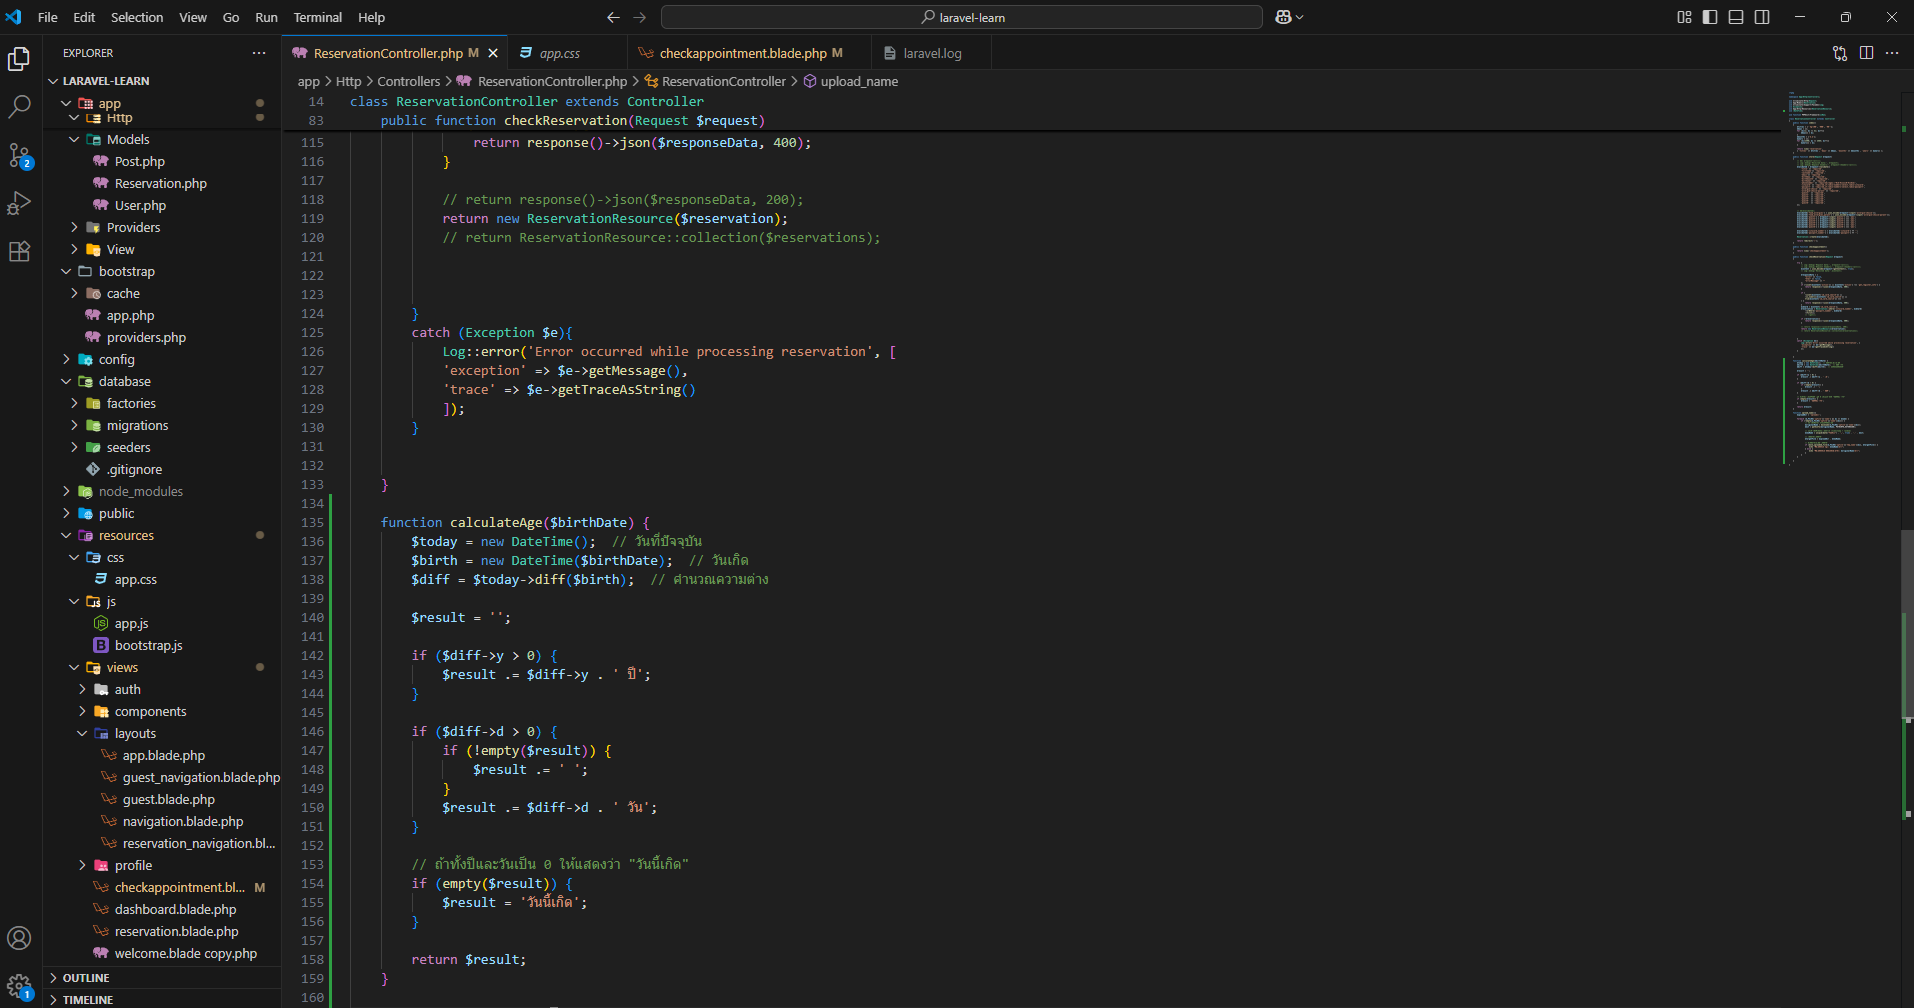 File Edit Selection View Go Run Terminal Help
laravel-learn
EXPLORER
LARAVEL-LEARN
app
Http
Models
Post.php
Reservation.php
User.php
Providers
View
bootstrap
cache
app.php
providers.php
config
database
factories
migrations
seeders
.gitignore
node_modules
public
resources
css
app.css
js
app.js
bootstrap.js
views
auth
components
layouts
app.blade.php
guest_navigation.blade.php
guest.blade.php
navigation.blade.php
reservation_navigation.bl...
profile
checkappointment.bl... M
dashboard.blade.php
reservation.blade.php
welcome.blade copy.php
OUTLINE
TIMELINE
2
1
ReservationController.php M
app.css
checkappointment.blade.php M
laravel.log
app > Http > Controllers > ReservationController.php > ReservationController > upload_name
14 class ReservationController extends Controller
83 public function checkReservation(Request $request)
115 return response()->json($responseData, 400);
116 }
117
118 // return response()->json($responseData, 200);
119 return new ReservationResource($reservation);
120 // return ReservationResource::collection($reservations);
121
122
123
124 }
125 catch (Exception $e){
126 Log::error('Error occurred while processing reservation', [
127 'exception' => $e->getMessage(),
128 'trace' => $e->getTraceAsString()
129 ]);
130 }
131
132
133 }
134
135 function calculateAge($birthDate) {
136 $today = new DateTime(); // วันที่ปัจจุบัน
137 $birth = new DateTime($birthDate); // วันเกิด
138 $diff = $today->diff($birth); // คำนวณความต่าง
139
140 $result = '';
141
142 if ($diff->y > 0) {
143 $result .= $diff->y . ' ปี';
144 }
145
146 if ($diff->d > 0) {
147 if (!empty($result)) {
148 $result .= ' ';
149 }
150 $result .= $diff->d . ' วัน';
151 }
152
153 // ถ้าทั้งปีและวันเป็น 0 ให้แสดงว่า "วันนี้เกิด"
154 if (empty($result)) {
155 $result = 'วันนี้เกิด';
156 }
157
158 return $result;
159 }
160